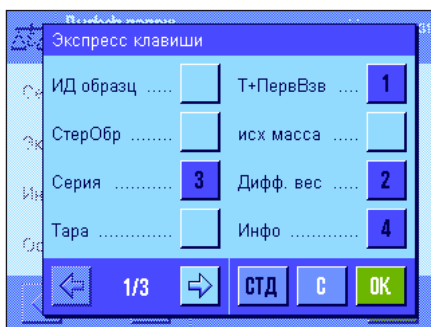 Экспресс клавиши
ИД образц ..... Т+ПервВзв .... 1
СтерОбр ........ исх масса .....
Серия ........... 3 Дифф. вес ..... 2
Тара ............. Инфо ............ 4
1/3 СТД C OK